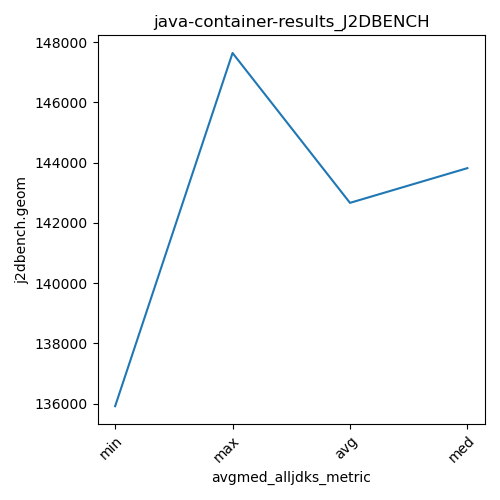 java-container-results_J2DBENCH
148000
146000
144000
142000
140000
138000
136000
j2dbench.geom
min
max
avg
med
avgmed_alljdks_metric